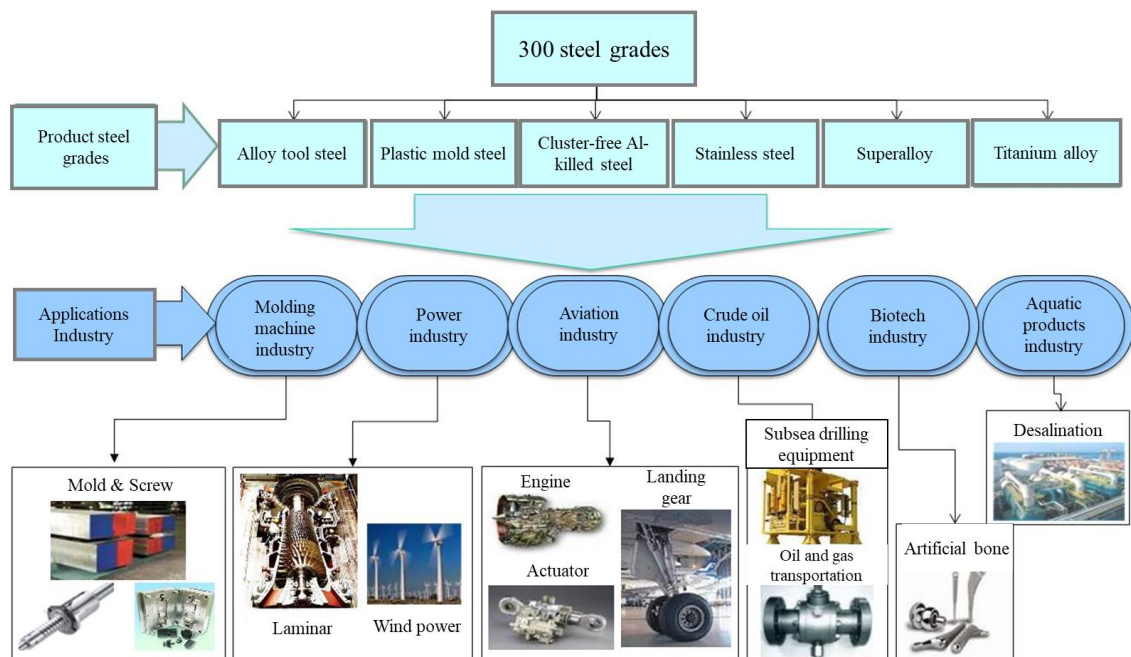 300 steel grades
Product steel
grades
Alloy tool steel
Plastic mold steel
Cluster-free Al-
killed steel
Stainless steel
Superalloy
Titanium alloy
Applications
Industry
Molding
machine
industry
Power
industry
Aviation
industry
Crude oil
industry
Biotech
industry
Aquatic
products
industry
Mold & Screw
Laminar
Wind power
Engine
Landing
gear
Actuator
Subsea drilling
equipment
Oil and gas
transportation
Artificial bone
Desalination